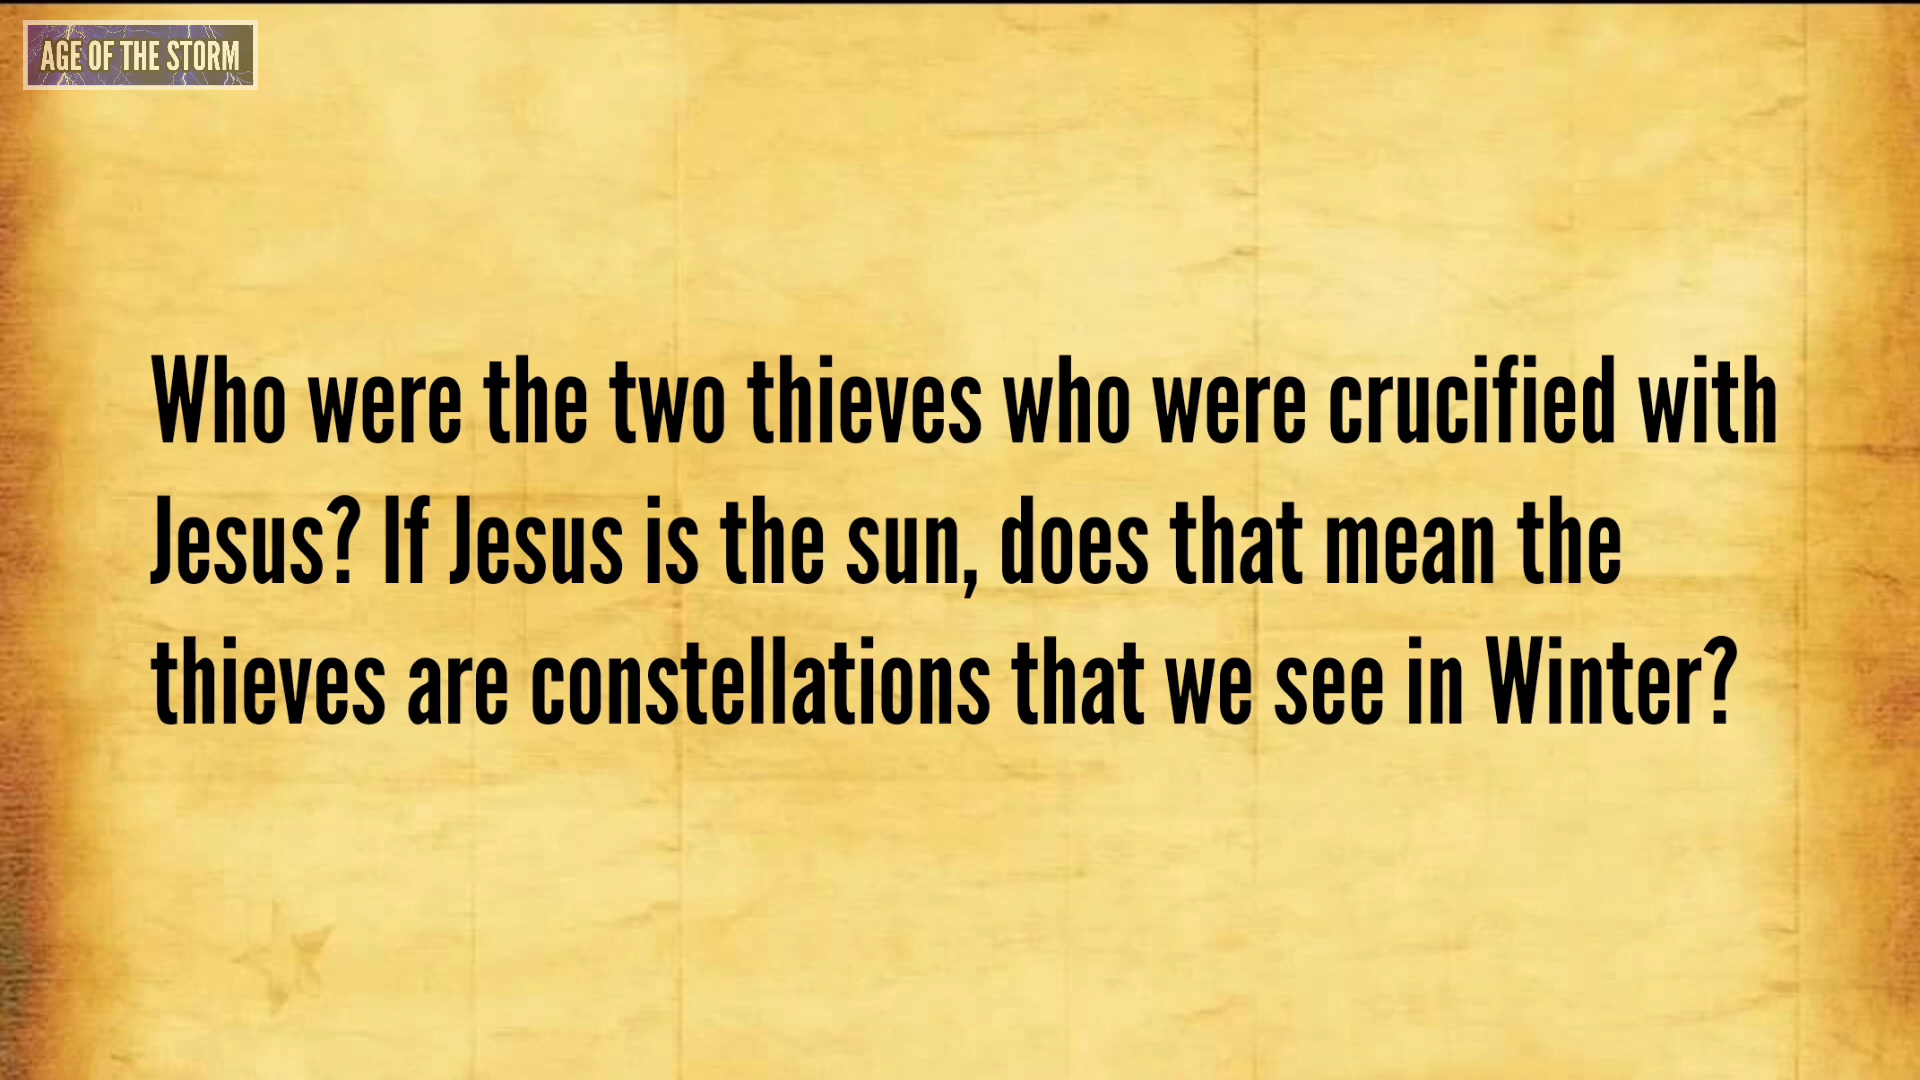 AGE OF THE STORM
Who were the two thieves who were crucified with
Jesus? If Jesus is the sun, does that mean the
thieves are constellations that we see in Winter?